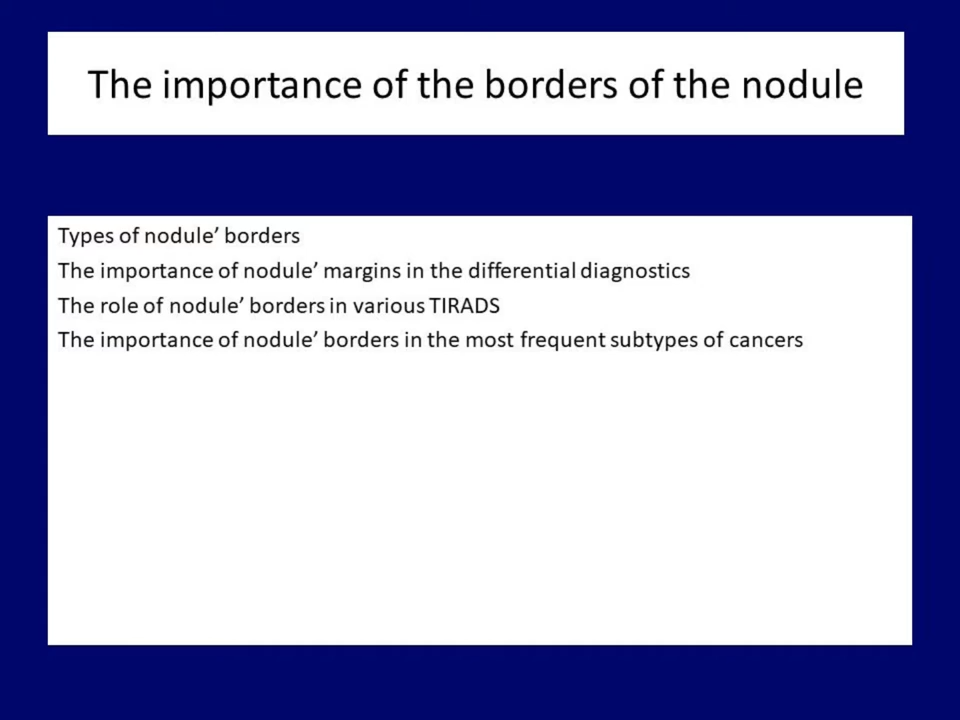 The importance of the borders of the nodule
Types of nodule’ borders
The importance of nodule’ margins in the differential diagnostics
The role of nodule’ borders in various TIRADS
The importance of nodule’ borders in the most frequent subtypes of cancers